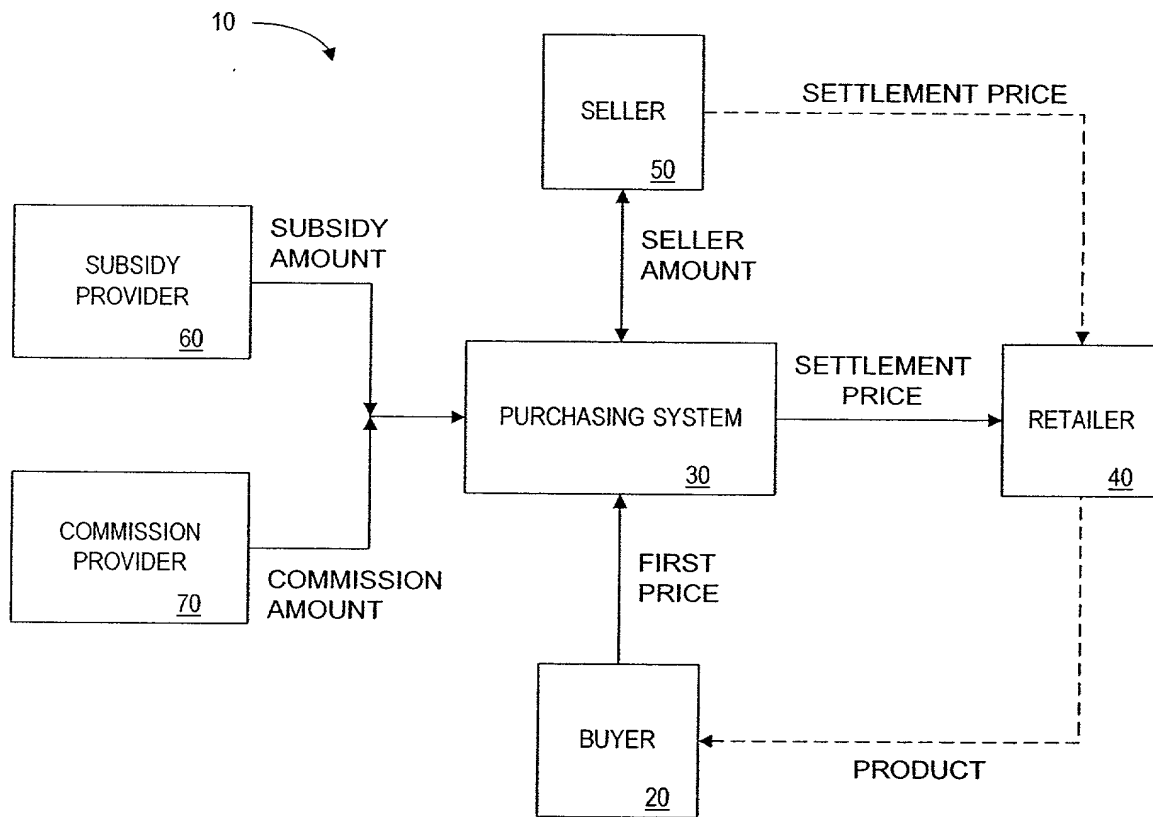 10
SELLER
50
SETTLEMENT PRICE
SUBSIDY
PROVIDER
60
SUBSIDY
AMOUNT
SELLER
AMOUNT
PURCHASING SYSTEM
30
SETTLEMENT
PRICE
RETAILER
40
COMMISSION
PROVIDER
70
COMMISSION
AMOUNT
FIRST
PRICE
BUYER
20
PRODUCT